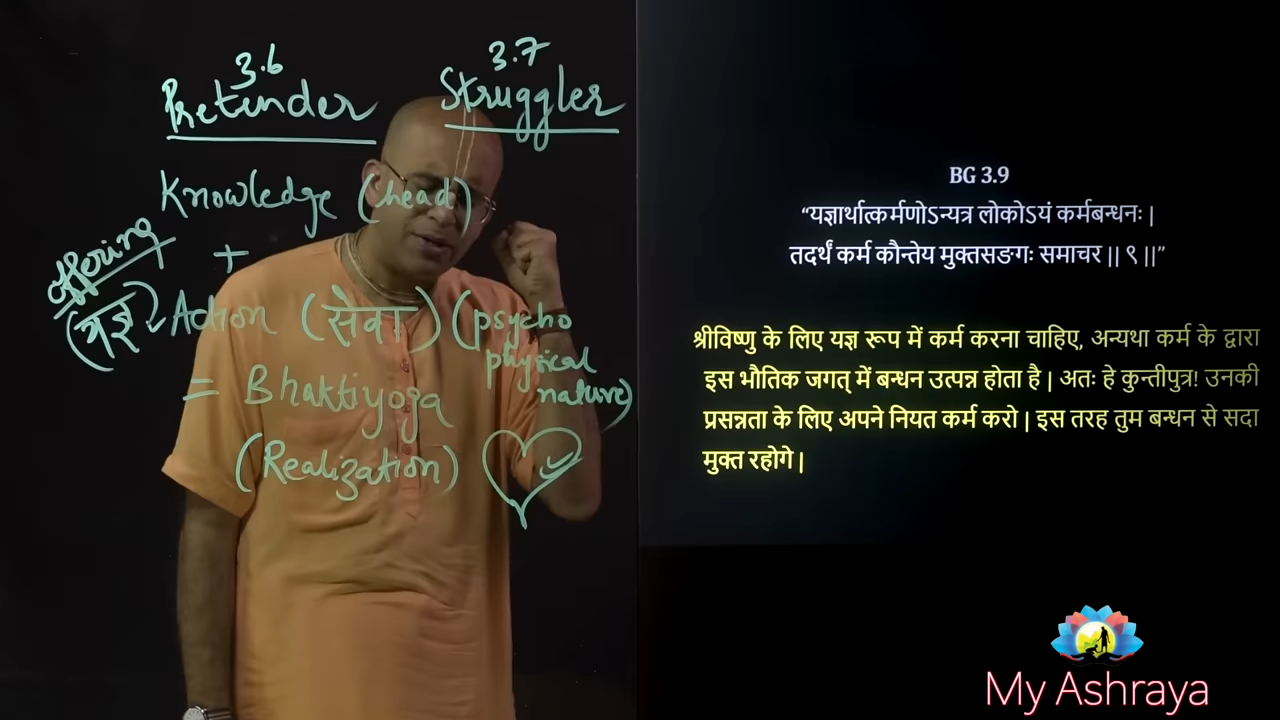 3.6
Pretender
3.7
Struggler
Knowledge (head)
+
offering
(यज्ञ)
Action (सेवा) (psycho
physical
nature)
= Bhaktiyoga
(Realization)
BG 3.9
“यज्ञार्थात्कर्मणोऽन्यत्र लोकोऽयं कर्मबन्धनः |
तदर्थं कर्म कौन्तेय मुक्तसङगः समाचर || ९ ||”
श्रीविष्णु के लिए यज्ञ रूप में कर्म करना चाहिए, अन्यथा कर्म के द्वारा
इस भौतिक जगत् में बन्धन उत्पन्न होता है | अतः हे कुन्तीपुत्र! उनकी
प्रसन्नता के लिए अपने नियत कर्म करो | इस तरह तुम बन्धन से सदा
मुक्त रहोगे |
My Ashraya